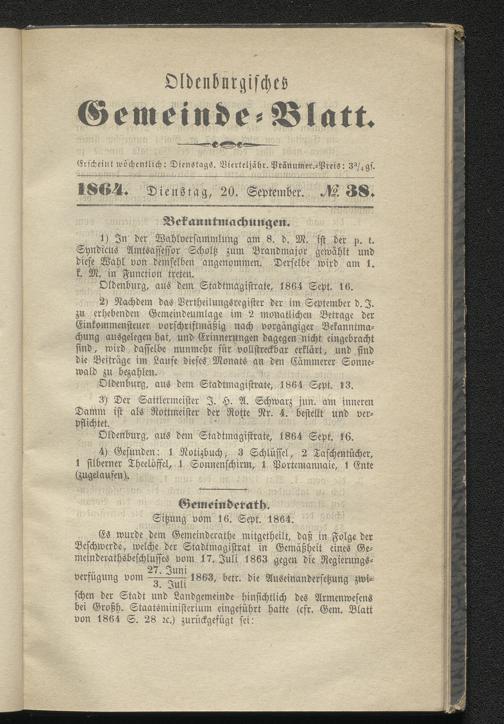 Oldenburgisches
Gemeinde-Blatt.
Erscheint wöchentlich: Dienstags. Vierteljähr. Pränumer.-Preis: 3¾ gs.
1864. Dienstag, 20. September. № 38.
Bekanntmachungen.
1) In der Wahlversammlung am 8. d. M. ist der p. t.
Syndicus Amtsassessor Scholtz zum Brandmajor gewählt und
diese Wahl von demselben angenommen. Derselbe wird am 1.
k. M. in Function treten.
Oldenburg, aus dem Stadtmagistrate, 1864 Sept. 16.
2) Nachdem das Vertheilungsregister der im September d. J.
zu erhebenden Gemeindeumlage im 2 monatlichen Betrage der
Einkommensteuer vorschriftmäßig nach vorgängiger Bekanntma-
chung ausgelegen hat, und Erinnerungen dagegen nicht eingebracht
sind, wird dasselbe nunmehr für vollstreckbar erklärt, und sind
die Beiträge im Laufe dieses Monats an den Cämmerer Sonne-
wald zu bezahlen.
Oldenburg, aus dem Stadtmagistrate, 1864 Sept. 13.
3) Der Sattlermeister J. H. A. Schwarz jun. am inneren
Damm ist als Rottmeister der Rotte Nr. 4. bestellt und ver-
pflichtet.
Oldenburg, aus dem Stadtmagistrate, 1864 Sept. 16.
4) Gefunden: 1 Notizbuch, 3 Schlüssel, 2 Taschentücher,
1 silberner Theelöffel, 1 Sonnenschirm, 1 Portemannaie, 1 Ente
(zugelaufen).
Gemeinderath.
Sitzung vom 16. Sept. 1864.
Es wurde dem Gemeinderathe mitgetheilt, daß in Folge der
Beschwerde, welche der Stadtmagistrat in Gemäßheit eines Ge-
meinderathsbeschlusses vom 17. Juli 1863 gegen die Regierungs-
verfügung vom 27. Juni / 3. Juli 1863, betr. die Auseinandersetzung zwi-
schen der Stadt und Landgemeinde hinsichtlich des Armenwesens
bei Großh. Staatsministerium eingeführt hatte (cfr. Gem. Blatt
von 1864 S. 28 ꝛc.) zurückgefügt sei: